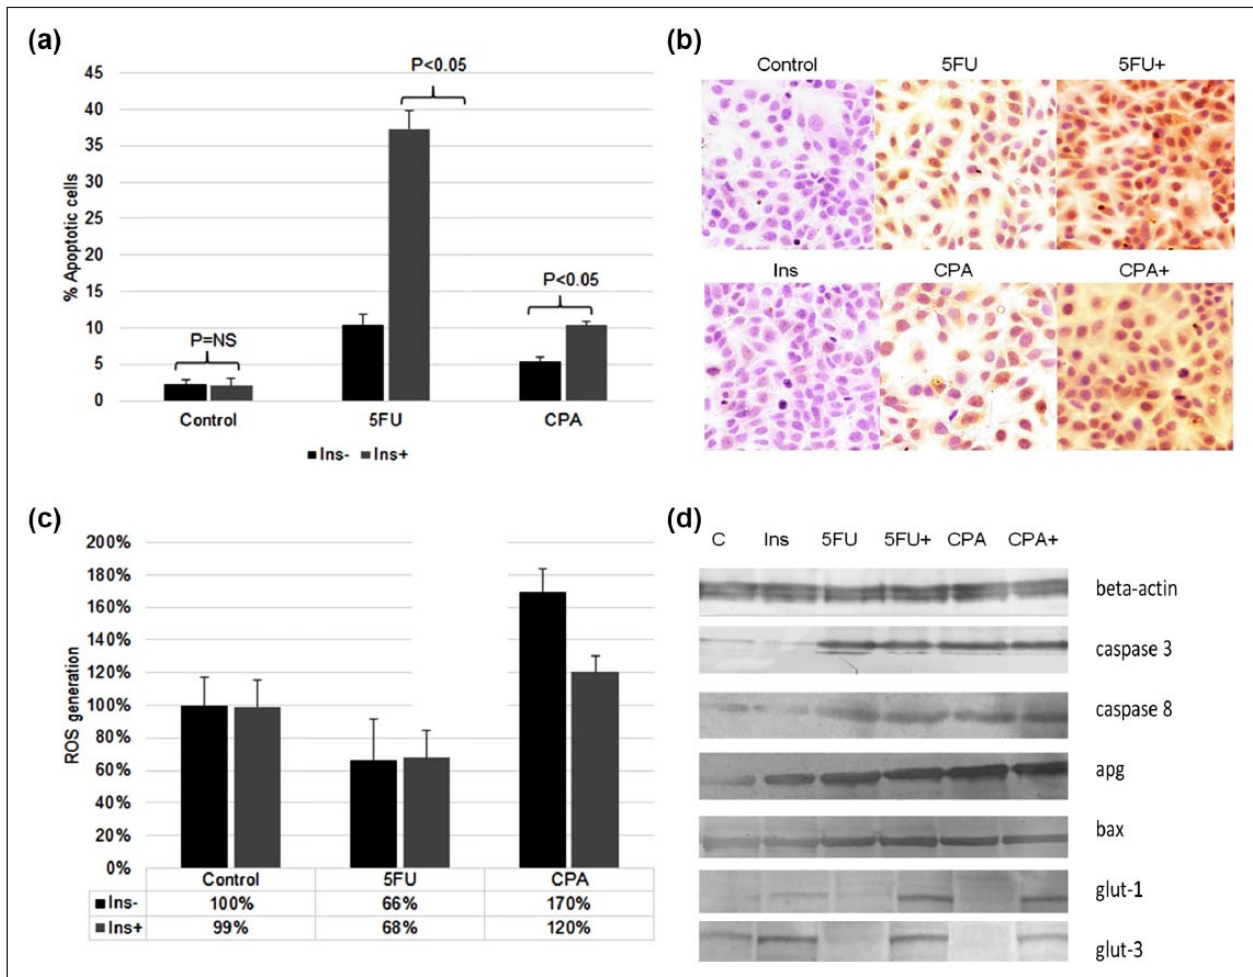 (a)
P<0.05
45
40
35
30
25
20
15
10
5
0
% Apoptotic cells
P<0.05
P=NS
Control 5FU CPA
Ins- Ins+
(b)
Control 5FU 5FU+
Ins CPA CPA+
(c)
200%
180%
160%
140%
120%
100%
80%
60%
40%
20%
0%
ROS generation
Control 5FU CPA
Ins- 100% 66% 170%
Ins+ 99% 68% 120%
(d)
C Ins 5FU 5FU+ CPA CPA+
beta-actin
caspase 3
caspase 8
apg
bax
glut-1
glut-3